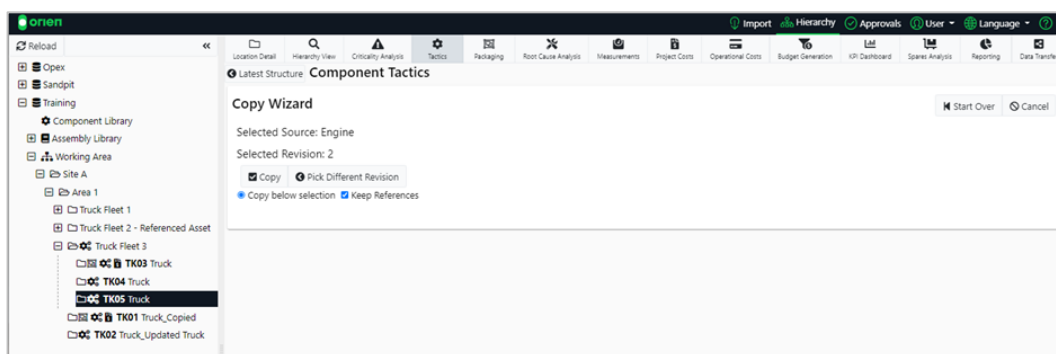 orien
Import Hierarchy Approvals User Language
Reload
Location Detail Hierarchy View Criticality Analysis Tactics Packaging Root Cause Analysis Measurements Project Costs Operational Costs Budget Generation KPI Dashboard Spares Analysis Reporting Data Transfe
Latest Structure Component Tactics
Opex
Sandpit
Training
Component Library
Assembly Library
Working Area
Site A
Area 1
Truck Fleet 1
Truck Fleet 2 - Referenced Asset
Truck Fleet 3
TK03 Truck
TK04 Truck
TK05 Truck
TK01 Truck_Copied
TK02 Truck_Updated Truck
Copy Wizard
Start Over Cancel
Selected Source: Engine
Selected Revision: 2
Copy Pick Different Revision
Copy below selection Keep References